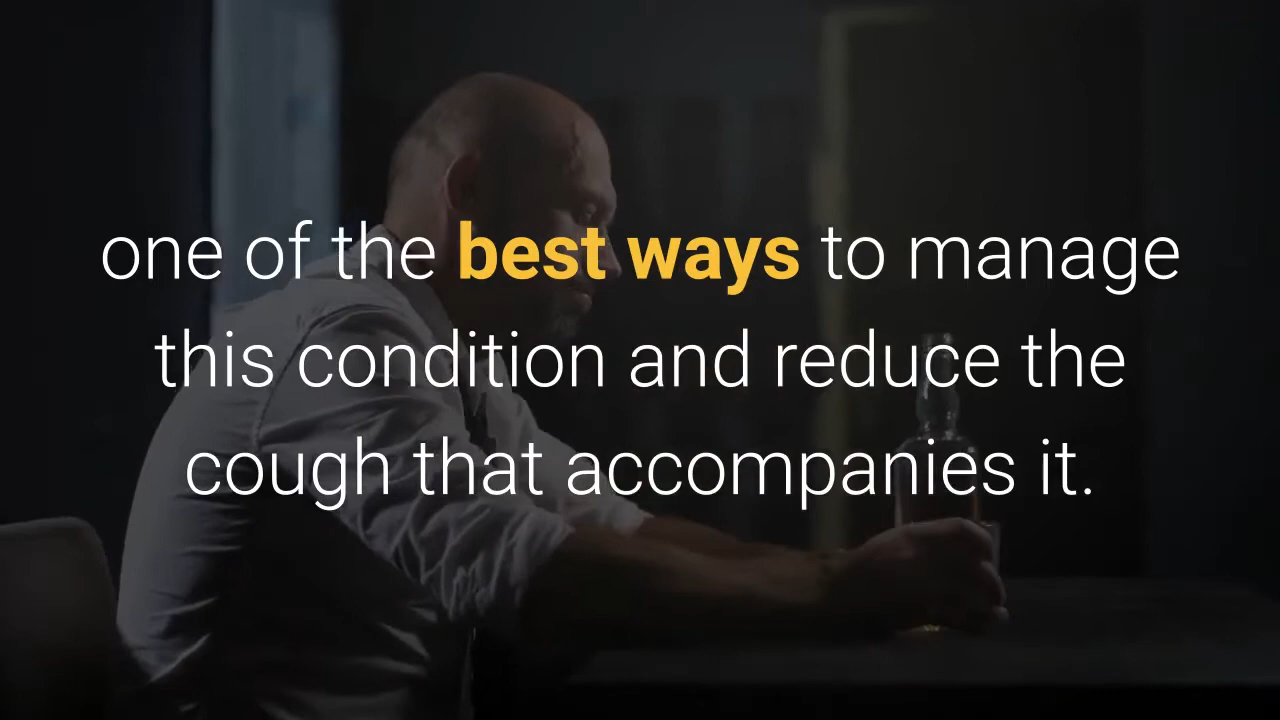 one of the best ways to manage
this condition and reduce the
cough that accompanies it.